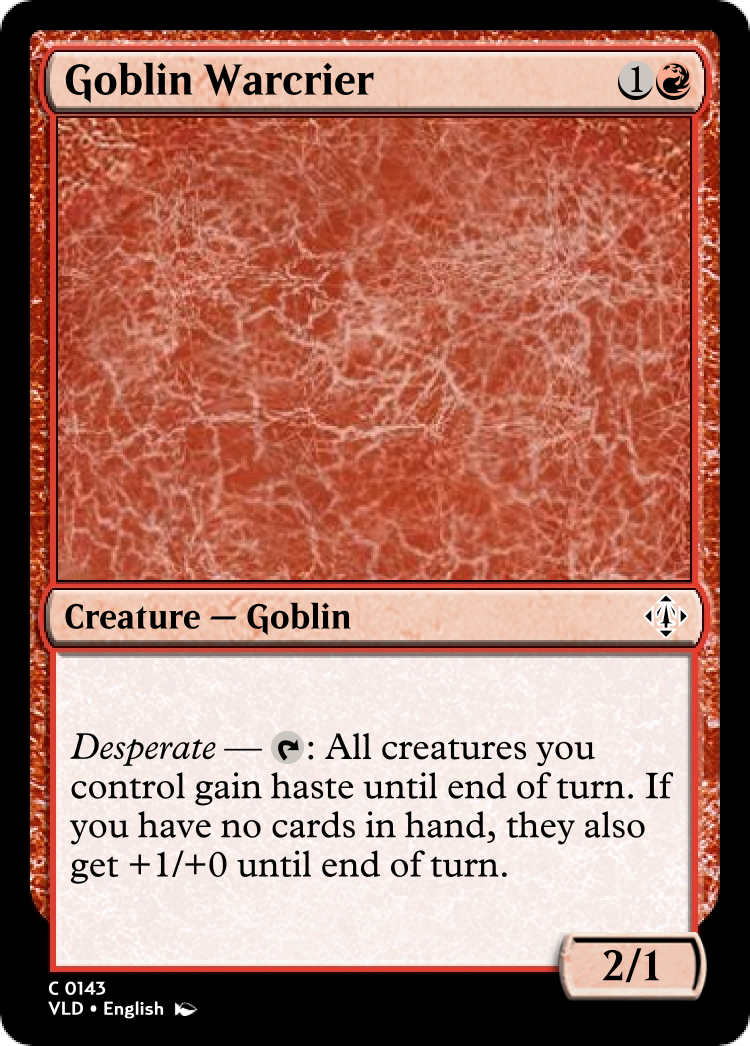 Goblin Warcrier 1
Creature — Goblin
Desperate — : All creatures you
control gain haste until end of turn. If
you have no cards in hand, they also
get +1/+0 until end of turn.
2/1
C 0143
VLD • English